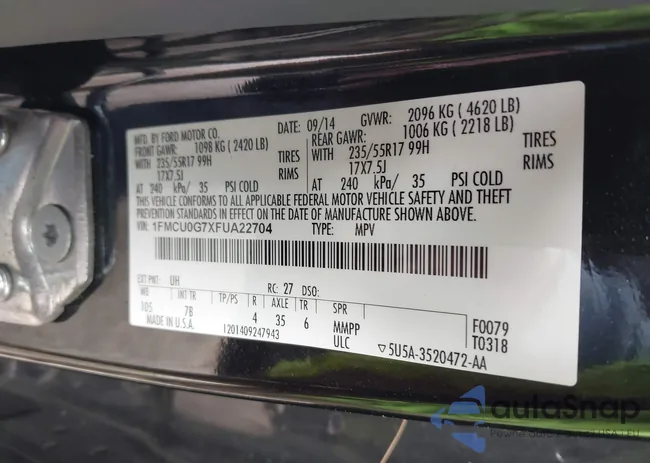 MFD. BY FORD MOTOR CO.
DATE: 09/14 GVWR: 2096 KG ( 4620 LB)
FRONT GAWR: 1098 KG ( 2420 LB) REAR GAWR: 1006 KG ( 2218 LB)
WITH 235/55R17 99H TIRES WITH 235/55R17 99H TIRES
17X7.5J RIMS 17X7.5J RIMS
AT 240 kPa/ 35 PSI COLD AT 240 kPa/ 35 PSI COLD
THIS VEHICLE CONFORMS TO ALL APPLICABLE FEDERAL MOTOR VEHICLE SAFETY AND THEFT
PREVENTION STANDARDS IN EFFECT ON THE DATE OF MANUFACTURE SHOWN ABOVE.
VIN: 1FMCU0G7XFUA22704 TYPE: MPV
EXT PNT: UH RC: 27 DSO:
WB INT TR TP/PS R AXLE TR SPR
105 7B 4 35 6 MMPP F0079
MADE IN U.S.A. 1201409247943 ULC ▽5U5A-3520472-AA T0318
autoSnap